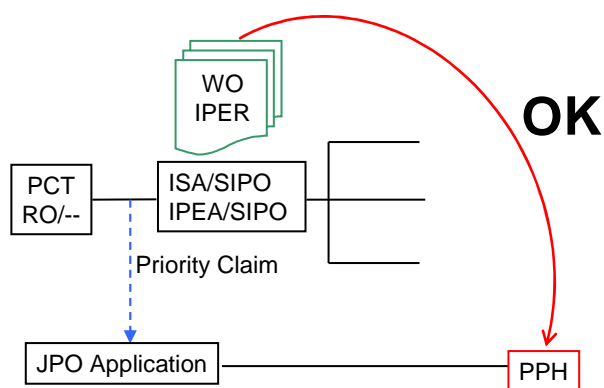 WO
IPER
OK
PCT
RO/--
ISA/SIPO
IPEA/SIPO
Priority Claim
JPO Application
PPH